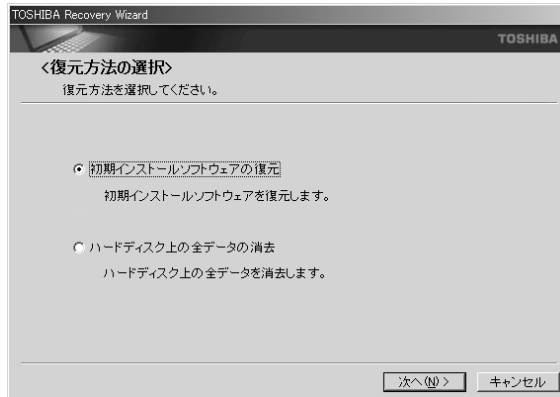 TOSHIBA Recovery Wizard
TOSHIBA
<復元方法の選択>
復元方法を選択してください。
初期インストールソフトウェアの復元
初期インストールソフトウェアを復元します。
ハードディスク上の全データの消去
ハードディスク上の全データを消去します。
次へ(N) >
キャンセル